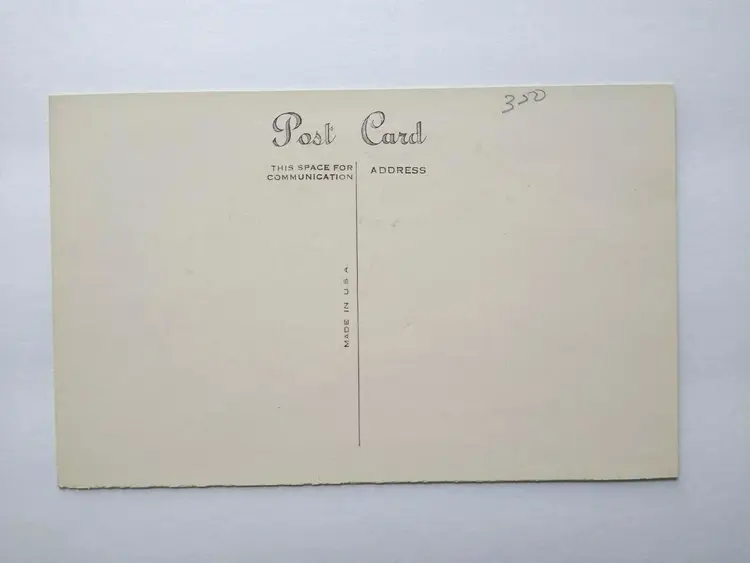 350
Post Card
THIS SPACE FOR
COMMUNICATION
ADDRESS
MADE IN U.S.A.